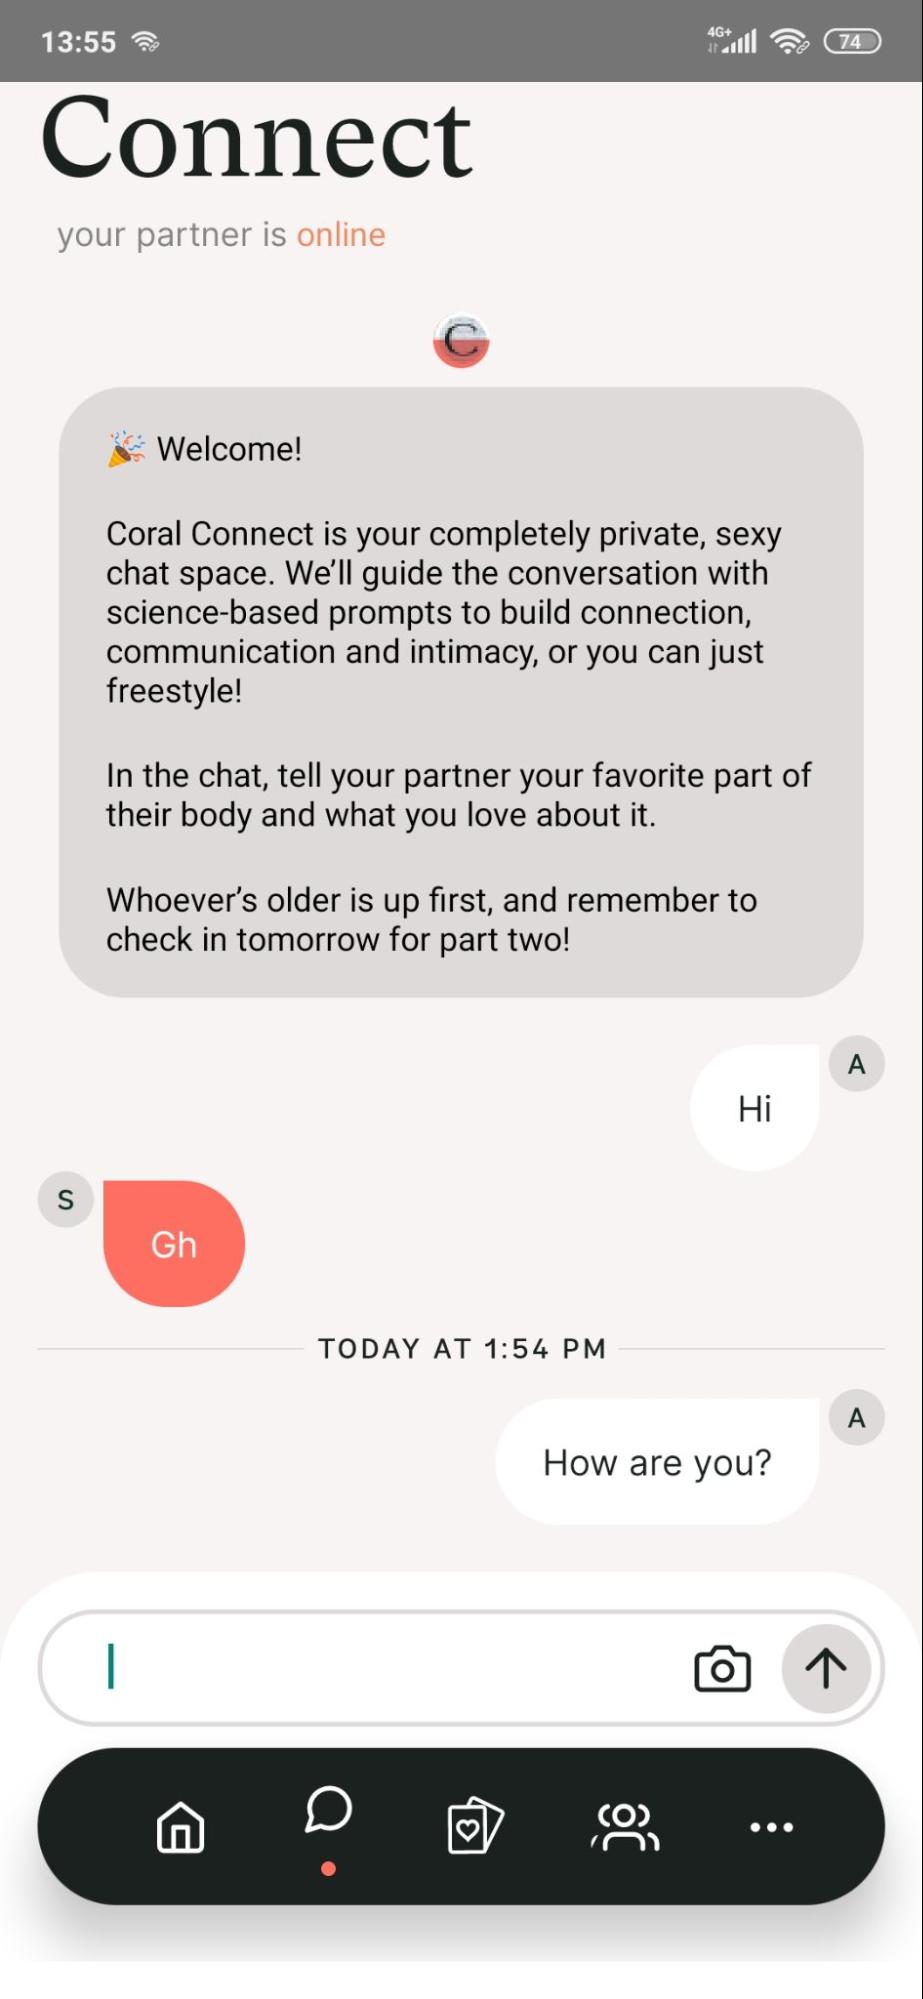 13:55
4G+
74
Connect
your partner is online
C
🎉 Welcome!
Coral Connect is your completely private, sexy
chat space. We’ll guide the conversation with
science-based prompts to build connection,
communication and intimacy, or you can just
freestyle!
In the chat, tell your partner your favorite part of
their body and what you love about it.
Whoever’s older is up first, and remember to
check in tomorrow for part two!
A
Hi
S
Gh
TODAY AT 1:54 PM
A
How are you?